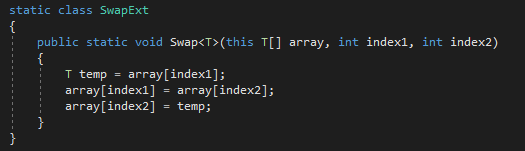 static class SwapExt
{
    public static void Swap<T>(this T[] array, int index1, int index2)
    {
        T temp = array[index1];
        array[index1] = array[index2];
        array[index2] = temp;
    }
}